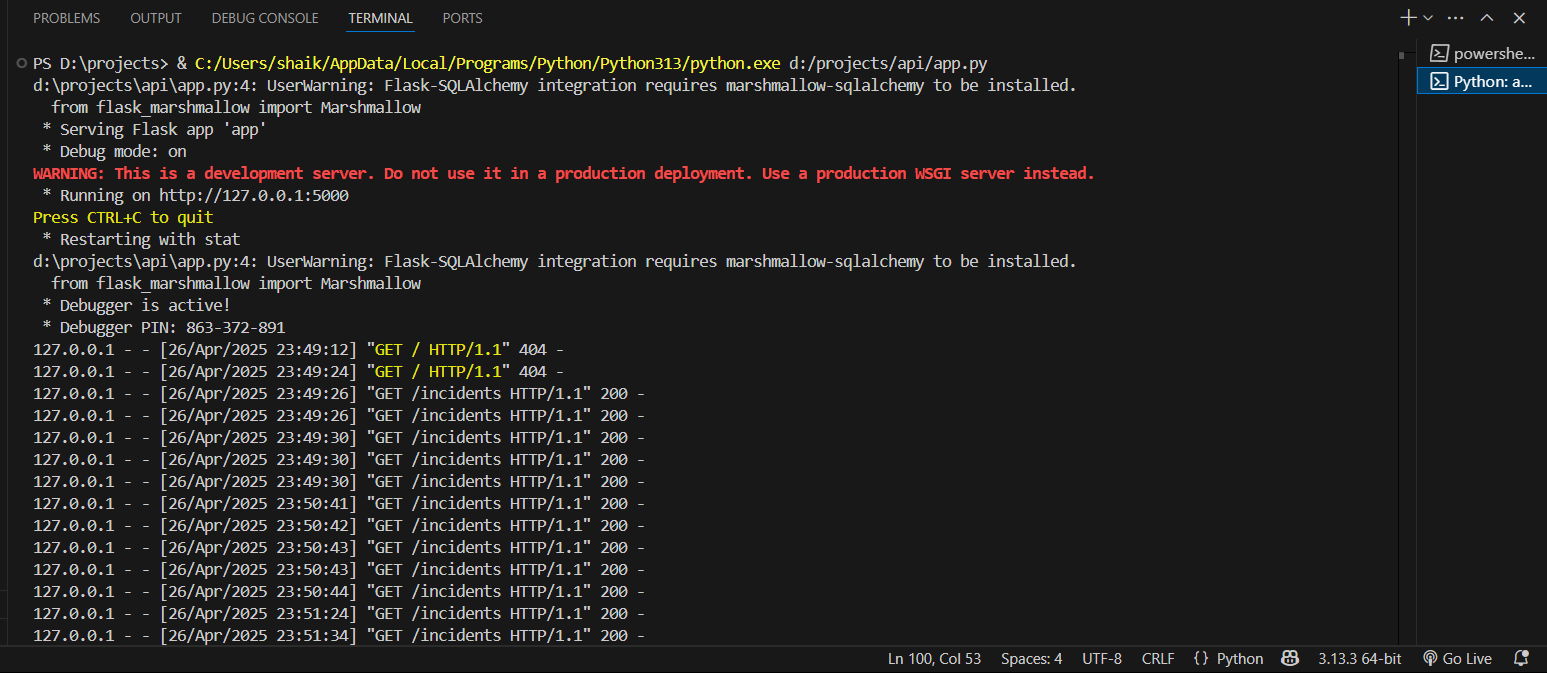 PROBLEMS OUTPUT DEBUG CONSOLE TERMINAL PORTS
PS D:\projects> & C:/Users/shaik/AppData/Local/Programs/Python/Python313/python.exe d:/projects/api/app.py
d:\projects\api\app.py:4: UserWarning: Flask-SQLAlchemy integration requires marshmallow-sqlalchemy to be installed.
  from flask_marshmallow import Marshmallow
 * Serving Flask app 'app'
 * Debug mode: on
WARNING: This is a development server. Do not use it in a production deployment. Use a production WSGI server instead.
 * Running on http://127.0.0.1:5000
Press CTRL+C to quit
 * Restarting with stat
d:\projects\api\app.py:4: UserWarning: Flask-SQLAlchemy integration requires marshmallow-sqlalchemy to be installed.
  from flask_marshmallow import Marshmallow
 * Debugger is active!
 * Debugger PIN: 863-372-891
127.0.0.1 - - [26/Apr/2025 23:49:12] "GET / HTTP/1.1" 404 -
127.0.0.1 - - [26/Apr/2025 23:49:24] "GET / HTTP/1.1" 404 -
127.0.0.1 - - [26/Apr/2025 23:49:26] "GET /incidents HTTP/1.1" 200 -
127.0.0.1 - - [26/Apr/2025 23:49:26] "GET /incidents HTTP/1.1" 200 -
127.0.0.1 - - [26/Apr/2025 23:49:30] "GET /incidents HTTP/1.1" 200 -
127.0.0.1 - - [26/Apr/2025 23:49:30] "GET /incidents HTTP/1.1" 200 -
127.0.0.1 - - [26/Apr/2025 23:49:30] "GET /incidents HTTP/1.1" 200 -
127.0.0.1 - - [26/Apr/2025 23:50:41] "GET /incidents HTTP/1.1" 200 -
127.0.0.1 - - [26/Apr/2025 23:50:42] "GET /incidents HTTP/1.1" 200 -
127.0.0.1 - - [26/Apr/2025 23:50:43] "GET /incidents HTTP/1.1" 200 -
127.0.0.1 - - [26/Apr/2025 23:50:43] "GET /incidents HTTP/1.1" 200 -
127.0.0.1 - - [26/Apr/2025 23:50:44] "GET /incidents HTTP/1.1" 200 -
127.0.0.1 - - [26/Apr/2025 23:51:24] "GET /incidents HTTP/1.1" 200 -
127.0.0.1 - - [26/Apr/2025 23:51:34] "GET /incidents HTTP/1.1" 200 -
powershe...
Python: a...
Ln 100, Col 53 Spaces: 4 UTF-8 CRLF {} Python 3.13.3 64-bit Go Live